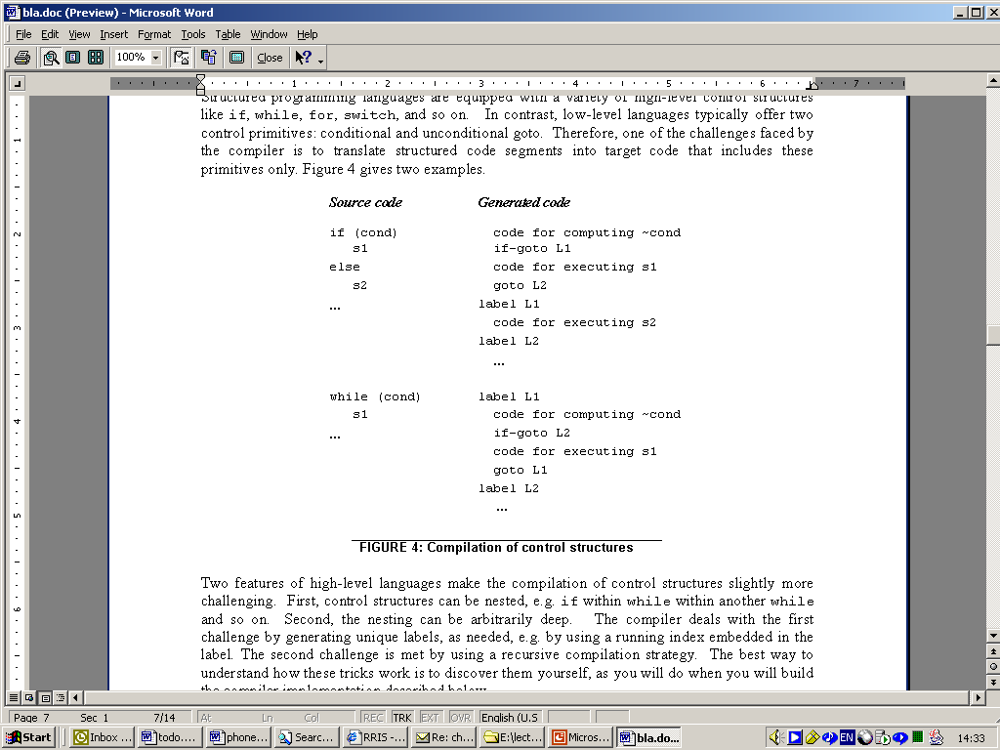 bla.doc (Preview) - Microsoft Word
File Edit View Insert Format Tools Table Window Help
100% Close
1 2 3 4 5 6 7
Structured programming languages are equipped with a variety of high-level control structures
like if, while, for, switch, and so on. In contrast, low-level languages typically offer two
control primitives: conditional and unconditional goto. Therefore, one of the challenges faced by
the compiler is to translate structured code segments into target code that includes these
primitives only. Figure 4 gives two examples.
Source code Generated code
if (cond) code for computing ~cond
s1 if-goto L1
else code for executing s1
s2 goto L2
... label L1
code for executing s2
label L2
...
while (cond) label L1
s1 code for computing ~cond
... if-goto L2
code for executing s1
goto L1
label L2
...
FIGURE 4: Compilation of control structures
Two features of high-level languages make the compilation of control structures slightly more
challenging. First, control structures can be nested, e.g. if within while within another while
and so on. Second, the nesting can be arbitrarily deep. The compiler deals with the first
challenge by generating unique labels, as needed, e.g. by using a running index embedded in the
label. The second challenge is met by using a recursive compilation strategy. The best way to
understand how these tricks work is to discover them yourself, as you will do when you will build
the compiler implementation described below.
1
2
3
4
5
6
Page 7 Sec 1 7/14 At Ln Col REC TRK EXT OVR English (U.S
Start Inbox ... todo.... phone... Searc... RRIS -... Re: ch... E:\lect... Micros... bla.do... EN 14:33